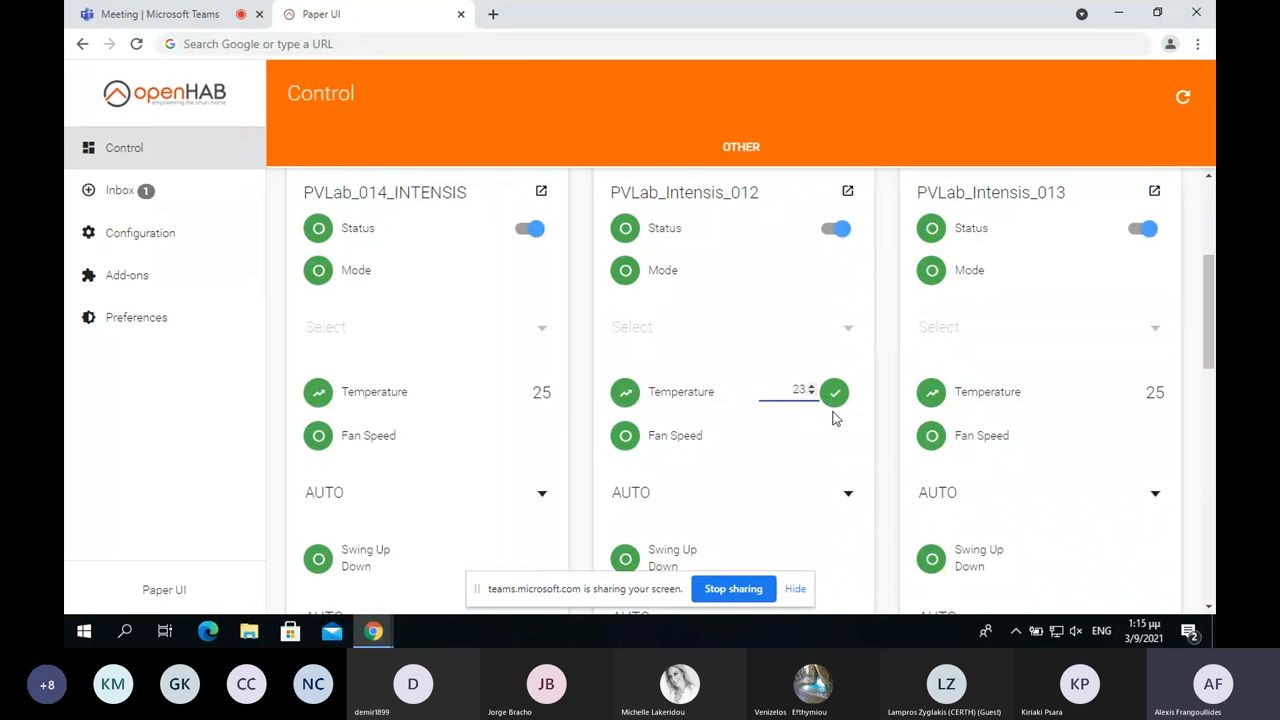 Meeting | Microsoft Teams
Paper UI
Search Google or type a URL
openHAB
empowering the smart home
Control
OTHER
Control
Inbox 1
Configuration
Add-ons
Preferences
Paper UI
PVLab_014_INTENSIS
Status
Mode
Select
Temperature 25
Fan Speed
AUTO
Swing Up
Down
PVLab_Intensis_012
Status
Mode
Select
Temperature 23
Fan Speed
AUTO
Swing Up
Down
PVLab_Intensis_013
Status
Mode
Select
Temperature 25
Fan Speed
AUTO
Swing Up
Down
teams.microsoft.com is sharing your screen. Stop sharing Hide
ENG
1:15 μμ
3/9/2021
2
+8 KM GK CC NC D JB LZ KP AF
demir1899 Jorge Bracho Michelle Lakeridou Venizelos Efthymiou Lampros Zyglakis (CERTH) (Guest) Kiriaki Psara Alexis Frangoullides